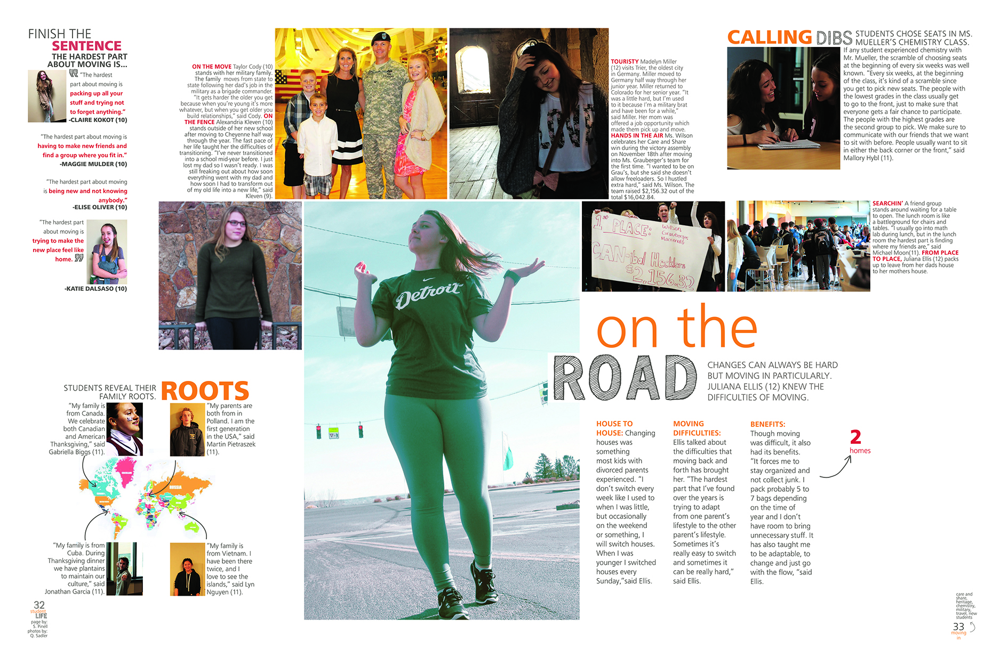 FINISH THE
SENTENCE
THE HARDEST PART
ABOUT MOVING IS...
"The hardest
part about moving is
packing up all your
stuff and trying not
to forget anything."
-CLAIRE KOKOT (10)
"The hardest part about moving is
having to make new friends and
find a group where you fit in."
-MAGGIE MULDER (10)
"The hardest part about moving
is being new and not knowing
anybody."
-ELISE OLIVER (10)
"The hardest part
about moving is
trying to make the
new place feel like
home.
-KATIE DALSASO (10)
ON THE MOVE Taylor Cody (10)
stands with her military family.
The family moves from state to
state following her dad's job in the
military as a brigade commander.
"It gets harder the older you get
because when you're young it's more
whatever, but when you get older you
build relationships," said Cody. ON
THE FENCE Alexandria Kleven (10)
stands outside of her new school
after moving to Cheyenne half way
through the year. The fast pace of
her life taught her the difficulties of
transitioning. "I've never transitioned
into a school mid-year before. I just
lost my dad so I wasn't ready. I was
still freaking out about how soon
everything went with my dad and
how soon I had to transform out
of my old life into a new life," said
Kleven (9).
TOURISTY Madelyn Miller
(12) visits Trier, the oldest city
in Germany. Miller moved to
Germany half way through her
junior year. Miller returned to
Colorado for her senior year. "It
was a little hard, but I'm used
to it because I'm a military brat
and have been for a while,"
said Miller. Her mom was
offered a job opportunity which
made them pick up and move.
HANDS IN THE AIR Ms. Wilson
celebrates her Care and Share
win during the victory assembly
on November 18th after moving
into Ms. Grauberger's team for
the first time. "I wanted to be on
Grau's, but she said she doesn't
allow freeloaders. So I hustled
extra hard," said Ms. Wilson. The
team raised $2,156.32 out of the
total $16,042.84.
CALLING DIBS
STUDENTS CHOSE SEATS IN MS.
MUELLER'S CHEMISTRY CLASS.
If any student experienced chemistry with
Mr. Mueller, the scramble of choosing seats
at the beginning of every six weeks was well
known. "Every six weeks, at the beginning
of the class, it's kind of a scramble since
you get to pick new seats. The people with
the lowest grades in the class usually get
to go to the front, just to make sure that
everyone gets a fair chance to participate.
The people with the highest grades are
the second group to pick. We make sure to
communicate with our friends that we want
to sit with before. People usually want to sit
in either the back corner or the front," said
Mallory Hybl (11).
SEARCHIN' A friend group
stands around waiting for a table
to open. The lunch room is like
a battleground for chairs and
tables. "I usually go into math
lab during lunch, but in the lunch
room the hardest part is finding
where my friends are," said
Michael Moon(11). FROM PLACE
TO PLACE, Juliana Ellis (12) packs
up to leave from her dads house
to her mothers house.
1st PLACE:
Wilson,
Grauberger,
CAN-ibal Hecklers
$2,156.32
Detroit
on the
ROAD
CHANGES CAN ALWAYS BE HARD
BUT MOVING IN PARTICULARLY.
JULIANA ELLIS (12) KNEW THE
DIFFICULTIES OF MOVING.
HOUSE TO
HOUSE: Changing
houses was
something
most kids with
divorced parents
experienced. "I
don't switch every
week like I used to
when I was little,
but occasionally
on the weekend
or something, I
will switch houses.
When I was
younger I switched
houses every
Sunday,"said Ellis.
MOVING
DIFFICULTIES:
Ellis talked about
the difficulties that
moving back and
forth has brought
her. "The hardest
part that I've found
over the years is
trying to adapt
from one parent's
lifestyle to the other
parent's lifestyle.
Sometimes it's
really easy to switch
and sometimes it
can be really hard,"
said Ellis.
BENEFITS:
Though moving
was difficult, it also
had its benefits.
"It forces me to
stay organized and
not collect junk. I
pack probably 5 to
7 bags depending
on the time of
year and I don't
have room to bring
unnecessary stuff. It
has also taught me
to be adaptable, to
change and just go
with the flow, "said
Ellis.
2
homes
STUDENTS REVEAL THEIR
FAMILY ROOTS.
ROOTS
"My family is
from Canada.
We celebrate
both Canadian
and American
Thanksgiving," said
Gabriella Biggs (11).
"My parents are
both from in
Polland. I am the
first generation
in the USA," said
Martin Pietraszek
(11).
RUSSIA
"My family is from
Cuba. During
Thanksgiving dinner
we have plantains
to maintain our
culture," said
Jonathan Garcia (11).
"My family is
from Vietnam. I
have been there
twice, and I
love to see the
islands," said Lyn
Nguyen (11).
32
student
LIFE
page by:
S. Pinell
photos by:
Q. Sadler
care and
share,
heritage,
chemistry,
military,
travel, new
students
33
moving
in